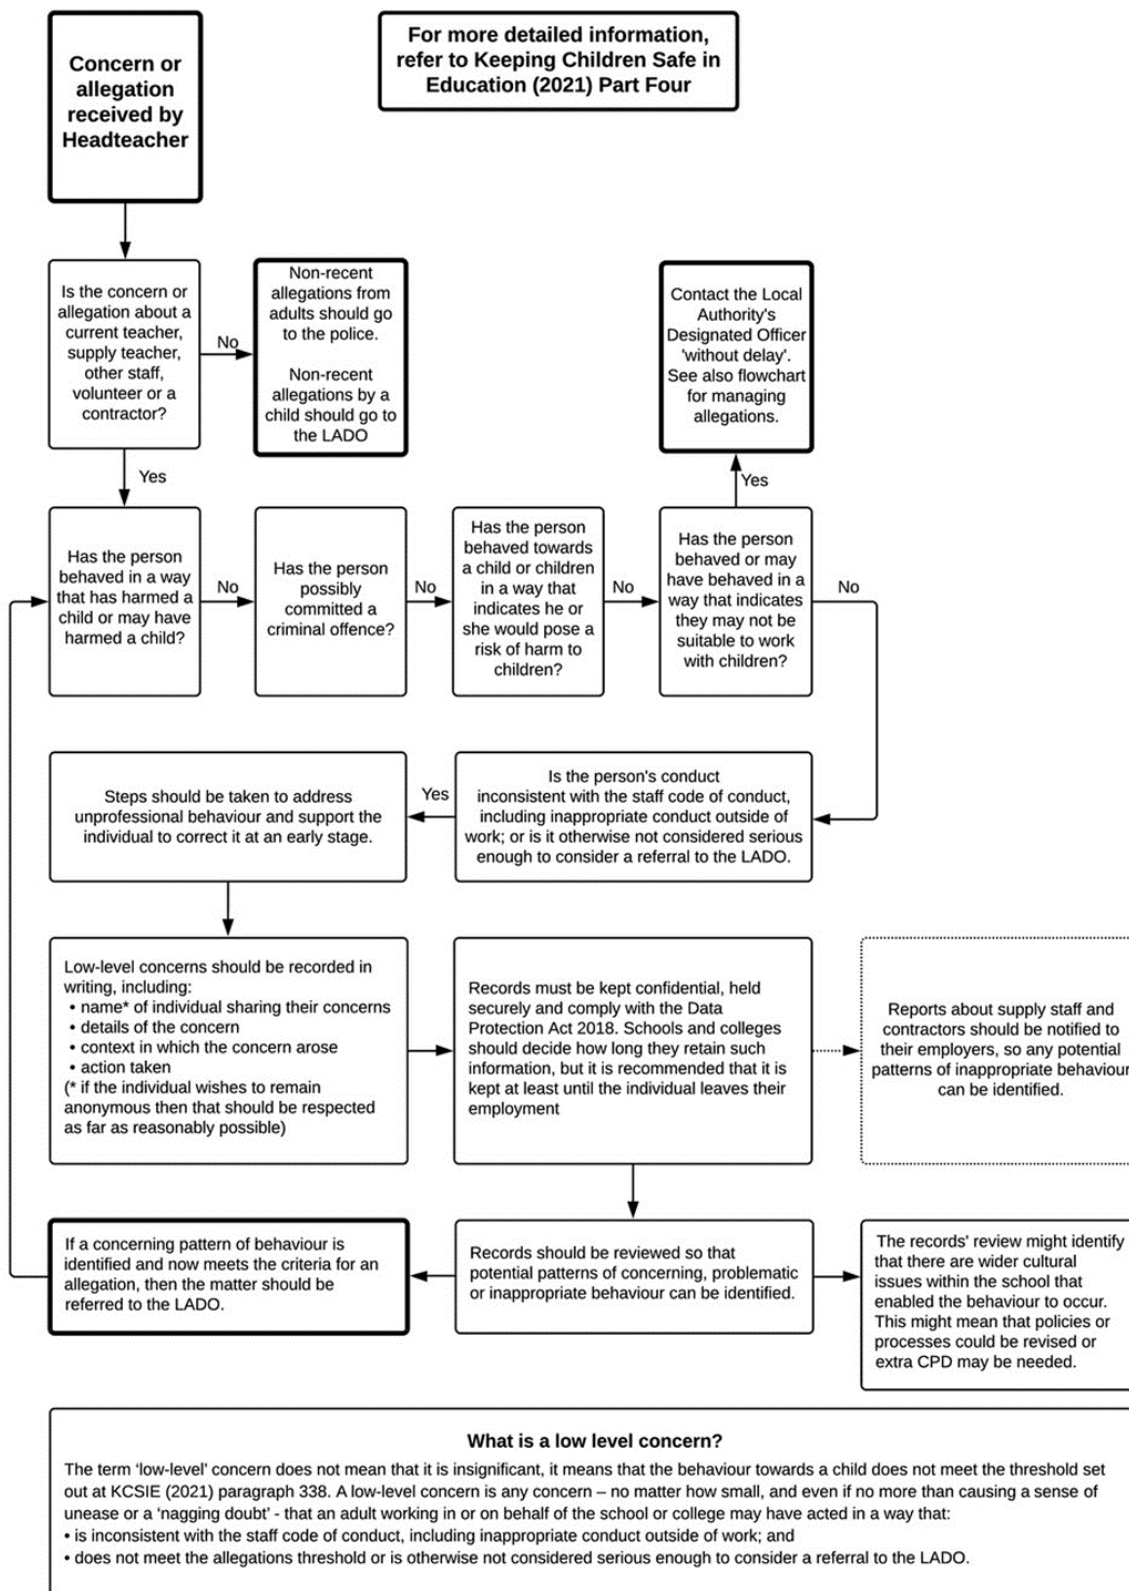 Concern or
allegation
received by
Headteacher
For more detailed information,
refer to Keeping Children Safe in
Education (2021) Part Four
Is the concern or
allegation about a
current teacher,
supply teacher,
other staff,
volunteer or a
contractor?
No
Non-recent
allegations from
adults should go
to the police.
Non-recent
allegations by a
child should go to
the LADO
Contact the Local
Authority's
Designated Officer
'without delay'.
See also flowchart
for managing
allegations.
Yes
Yes
Has the person
behaved in a way
that has harmed a
child or may have
harmed a child?
No
Has the person
possibly
committed a
criminal offence?
No
Has the person
behaved towards
a child or children
in a way that
indicates he or
she would pose a
risk of harm to
children?
No
Has the person
behaved or may
have behaved in a
way that indicates
they may not be
suitable to work
with children?
No
Steps should be taken to address
unprofessional behaviour and support the
individual to correct it at an early stage.
Yes
Is the person's conduct
inconsistent with the staff code of conduct,
including inappropriate conduct outside of
work; or is it otherwise not considered serious
enough to consider a referral to the LADO.
Low-level concerns should be recorded in
writing, including:
• name* of individual sharing their concerns
• details of the concern
• context in which the concern arose
• action taken
(* if the individual wishes to remain
anonymous then that should be respected
as far as reasonably possible)
Records must be kept confidential, held
securely and comply with the Data
Protection Act 2018. Schools and colleges
should decide how long they retain such
information, but it is recommended that it is
kept at least until the individual leaves their
employment
Reports about supply staff and
contractors should be notified to
their employers, so any potential
patterns of inappropriate behaviour
can be identified.
If a concerning pattern of behaviour is
identified and now meets the criteria for an
allegation, then the matter should be
referred to the LADO.
Records should be reviewed so that
potential patterns of concerning, problematic
or inappropriate behaviour can be identified.
The records' review might identify
that there are wider cultural
issues within the school that
enabled the behaviour to occur.
This might mean that policies or
processes could be revised or
extra CPD may be needed.
What is a low level concern?
The term ‘low-level’ concern does not mean that it is insignificant, it means that the behaviour towards a child does not meet the threshold set
out at KCSIE (2021) paragraph 338. A low-level concern is any concern – no matter how small, and even if no more than causing a sense of
unease or a ‘nagging doubt’ - that an adult working in or on behalf of the school or college may have acted in a way that:
• is inconsistent with the staff code of conduct, including inappropriate conduct outside of work; and
• does not meet the allegations threshold or is otherwise not considered serious enough to consider a referral to the LADO.